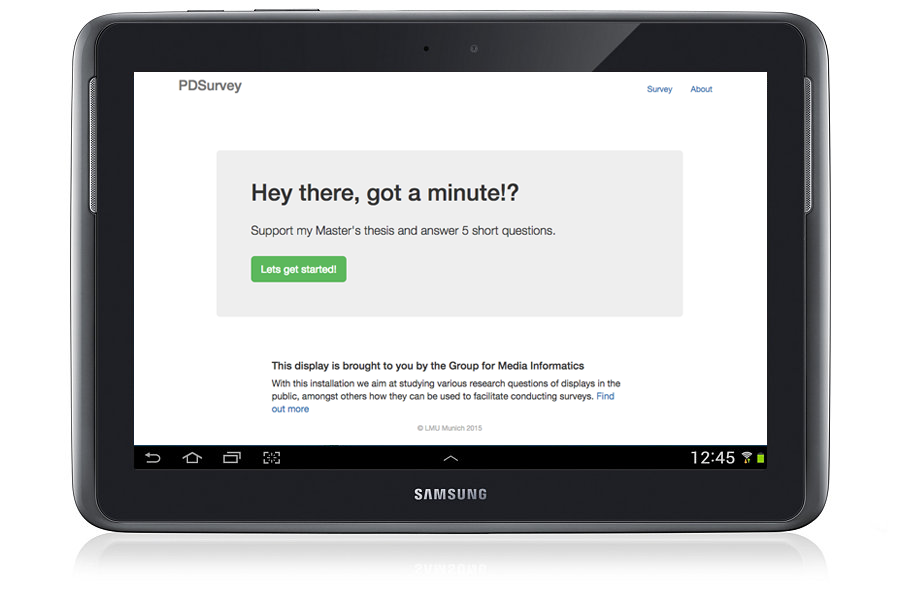 PDSurvey
Survey About
Hey there, got a minute!?
Support my Master's thesis and answer 5 short questions.
Lets get started!
This display is brought to you by the Group for Media Informatics
With this installation we aim at studying various research questions of displays in the
public, amongst others how they can be used to facilitate conducting surveys. Find
out more
© LMU Munich 2015
12:45
SAMSUNG